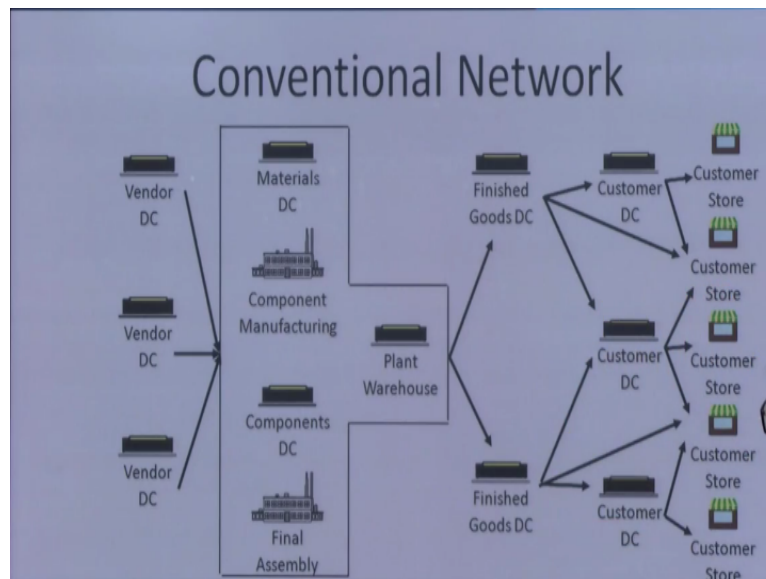 Conventional Network
Vendor
DC
Vendor
DC
Vendor
DC
Materials
DC
Component
Manufacturing
Components
DC
Final
Assembly
Plant
Warehouse
Finished
Goods DC
Finished
Goods DC
Customer
DC
Customer
DC
Customer
DC
Customer
Store
Customer
Store
Customer
Store
Customer
Store
Customer
Store